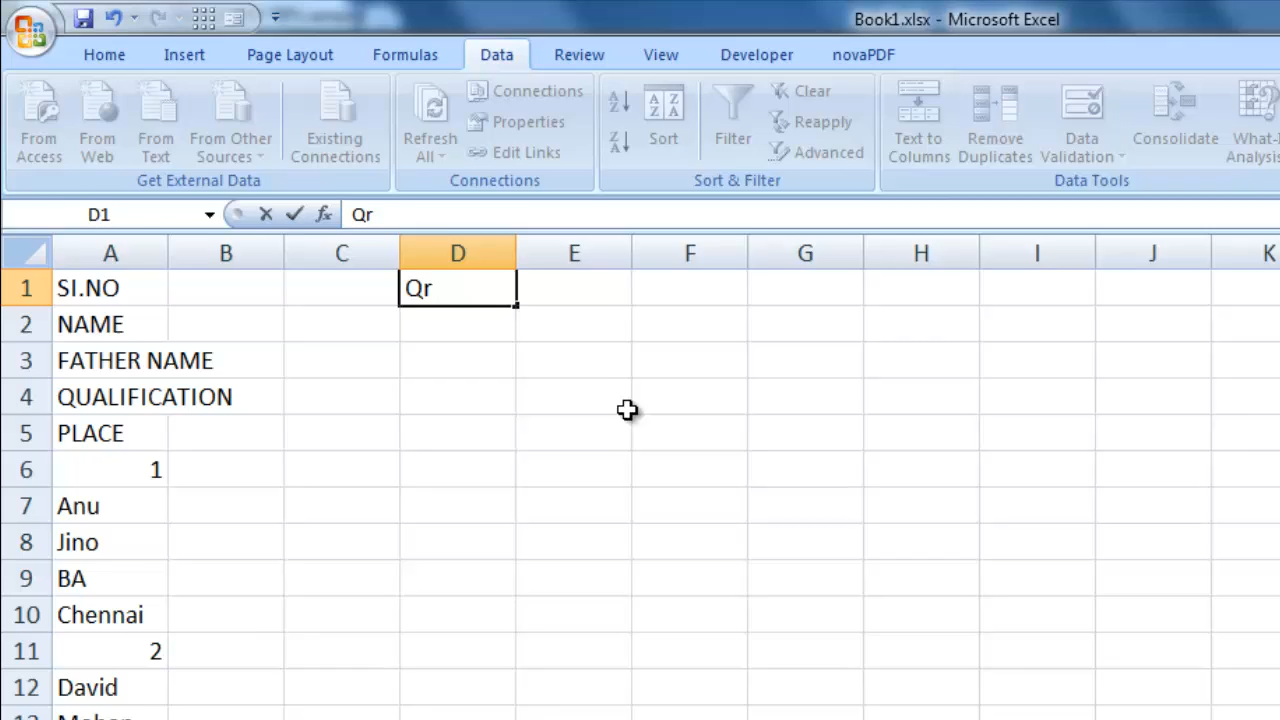 Book1.xlsx - Microsoft Excel
Home Insert Page Layout Formulas Data Review View Developer novaPDF
From Access
From Web
From Text
From Other Sources
Existing Connections
Get External Data
Refresh All
Connections
Properties
Edit Links
Connections
Sort
Filter
Clear
Reapply
Advanced
Sort & Filter
Text to Columns
Remove Duplicates
Data Validation
Consolidate
Data Tools
D1 fx Qr
A B C D E F G H I J K
1 SI.NO Qr
2 NAME
3 FATHER NAME
4 QUALIFICATION
5 PLACE
6 1
7 Anu
8 Jino
9 BA
10 Chennai
11 2
12 David